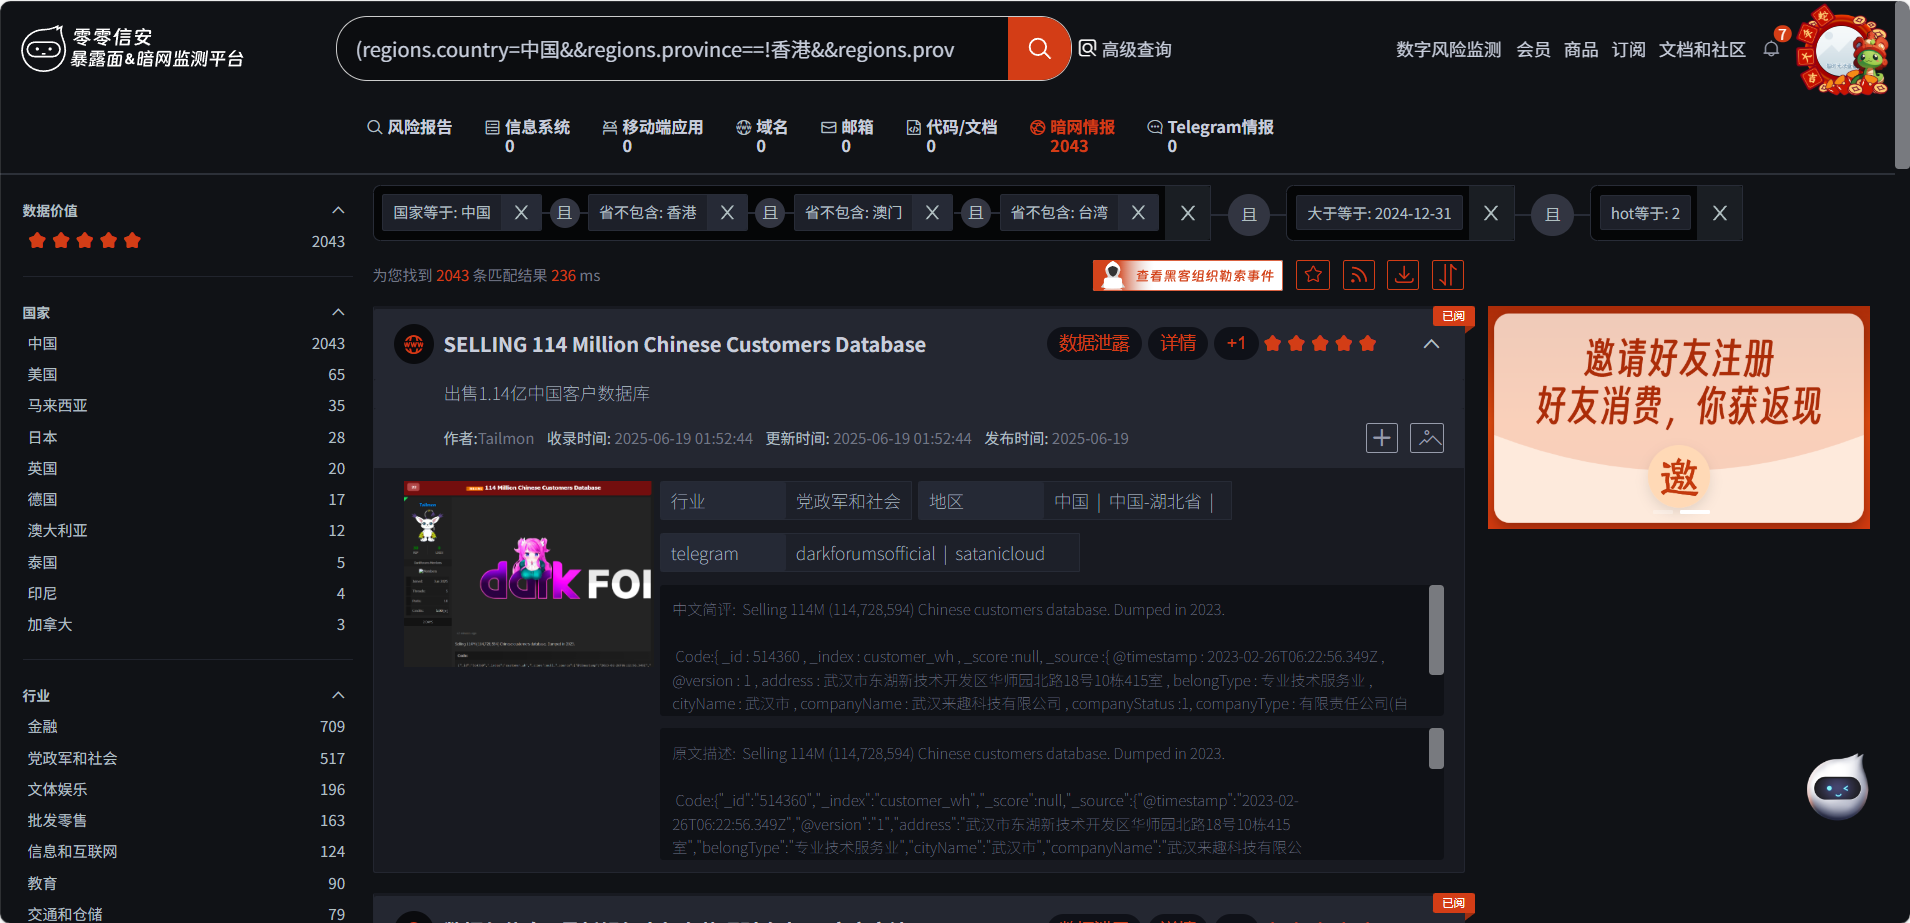 零零信安
暴露面&暗网监测平台
(regions.country=中国&&regions.province==!香港&&regions.prov
高级查询
数字风险监测 会员 商品 订阅 文档和社区 7
风险报告 信息系统 移动端应用 域名 邮箱 代码/文档 暗网情报 Telegram情报
0 0 0 0 0 2043 0
数据价值
2043
国家
中国 2043
美国 65
马来西亚 35
日本 28
英国 20
德国 17
澳大利亚 12
泰国 5
印尼 4
加拿大 3
行业
金融 709
党政军和社会 517
文体娱乐 196
批发零售 163
信息和互联网 124
教育 90
交通和仓储 79
国家等于: 中国 X 且 省不包含: 香港 X 且 省不包含: 澳门 X 且 省不包含: 台湾 X X 且 大于等于: 2024-12-31 X 且 hot等于: 2 X
为您找到 2043 条匹配结果 236 ms
查看黑客组织勒索事件
已阅
SELLING 114 Million Chinese Customers Database
数据泄露 详情 +1
出售1.14亿中国客户数据库
作者:Tailmon 收录时间: 2025-06-19 01:52:44 更新时间: 2025-06-19 01:52:44 发布时间: 2025-06-19
114 Million Chinese Customers Database
Tailmon
dark FOR
行业 党政军和社会 地区 中国 | 中国-湖北省 |
telegram darkforumsofficial | satanicloud
中文简评: Selling 114M (114,728,594) Chinese customers database. Dumped in 2023.
Code:{ _id : 514360 , _index : customer_wh , _score :null, _source :{ @timestamp : 2023-02-26T06:22:56.349Z ,
@version : 1 , address : 武汉市东湖新技术开发区华师园北路18号10栋415室 , belongType : 专业技术服务业 ,
cityName : 武汉市 , companyName : 武汉来趣科技有限公司 , companyStatus :1, companyType : 有限责任公司(自
原文描述: Selling 114M (114,728,594) Chinese customers database. Dumped in 2023.
Code:{"_id":"514360","_index":"customer_wh","_score":null,"_source":{"@timestamp":"2023-02-
26T06:22:56.349Z","@version":"1","address":"武汉市东湖新技术开发区华师园北路18号10栋415
室","belongType":"专业技术服务业","cityName":"武汉市","companyName":"武汉来趣科技有限公
邀请好友注册
好友消费，你获返现
邀
已阅